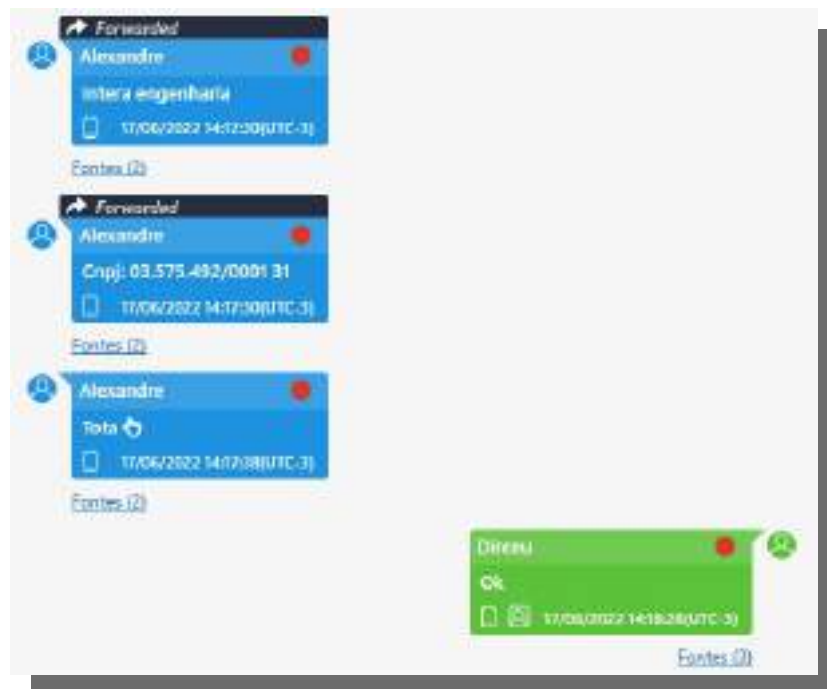 Forwarded
Alexandre
Intera engenharia
17/06/2022 14:17:30(UTC-3)
Fontes (2)
Forwarded
Alexandre
Cnpj: 03.575.492/0001 31
17/06/2022 14:17:30(UTC-3)
Fontes (2)
Alexandre
Tota
17/06/2022 14:17:38(UTC-3)
Fontes (2)
Dirceu
Ok
17/06/2022 14:18:28(UTC-3)
Fontes (3)